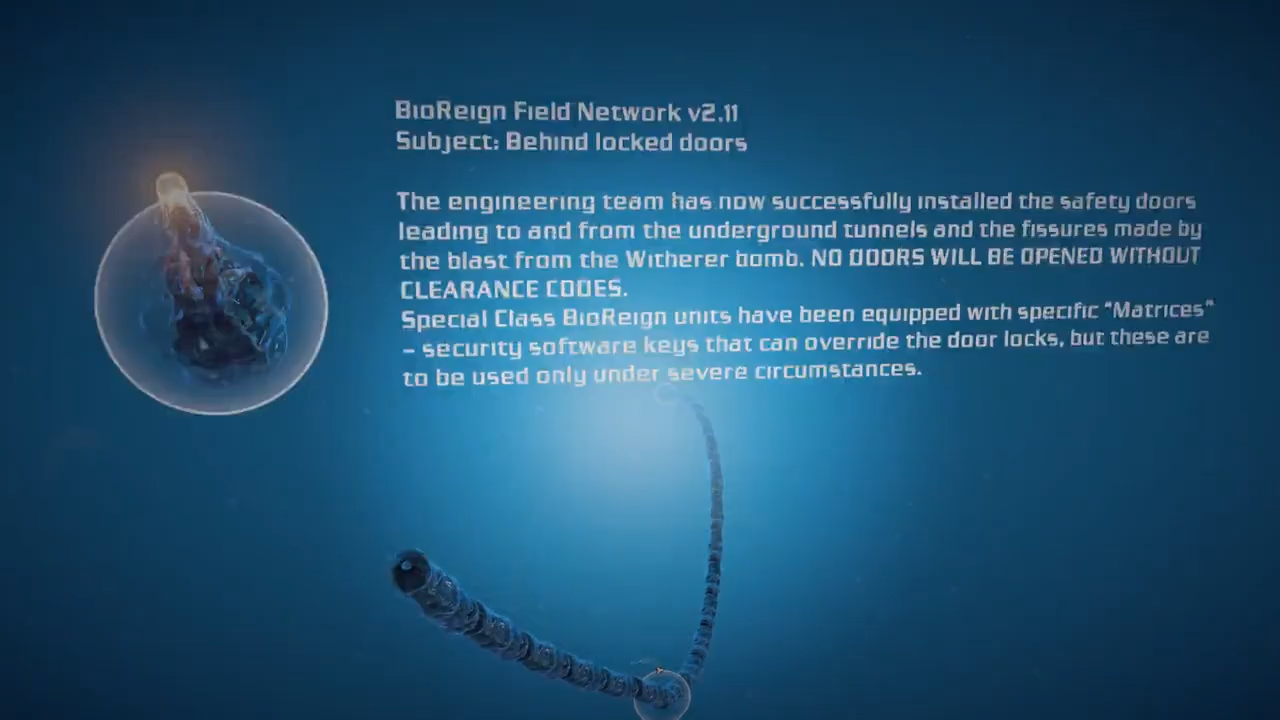 BioReign Field Network v2.11
Subject: Behind locked doors
The engineering team has now successfully installed the safety doors
leading to and from the underground tunnels and the fissures made by
the blast from the Witherer bomb. NO DOORS WILL BE OPENED WITHOUT
CLEARANCE CODES.
Special Class BioReign units have been equipped with specific "Matrices"
– security software keys that can override the door locks, but these are
to be used only under severe circumstances.